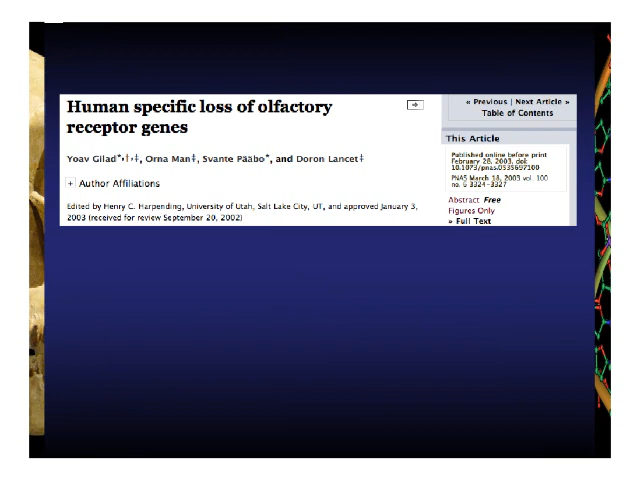 Human specific loss of olfactory
receptor genes
Yoav Gilad*,†,‡, Orna Man‡, Svante Pääbo*, and Doron Lancet‡
+ Author Affiliations
Edited by Henry C. Harpending, University of Utah, Salt Lake City, UT, and approved January 3,
2003 (received for review September 20, 2002)
« Previous | Next Article »
Table of Contents
This Article
Published online before print
February 28, 2003, doi:
10.1073/pnas.0535697100
PNAS March 18, 2003 vol. 100
no. 6 3324-3327
Abstract Free
Figures Only
» Full Text